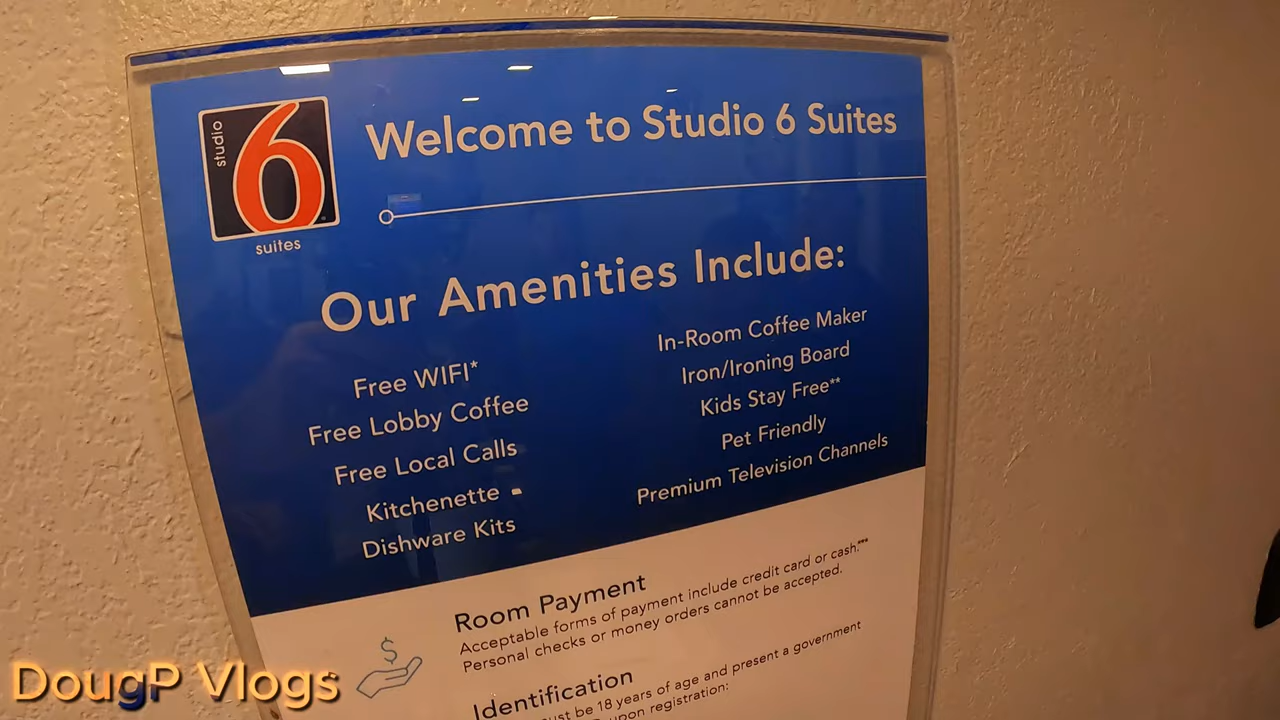 studio
6
suites
Welcome to Studio 6 Suites
Our Amenities Include:
Free WIFI*
Free Lobby Coffee
Free Local Calls
Kitchenette
Dishware Kits
In-Room Coffee Maker
Iron/Ironing Board
Kids Stay Free**
Pet Friendly
Premium Television Channels
Room Payment
Acceptable forms of payment include credit card or cash.***
Personal checks or money orders cannot be accepted.
$
Identification
be 18 years of age and present a government
upon registration:
DougP Vlogs